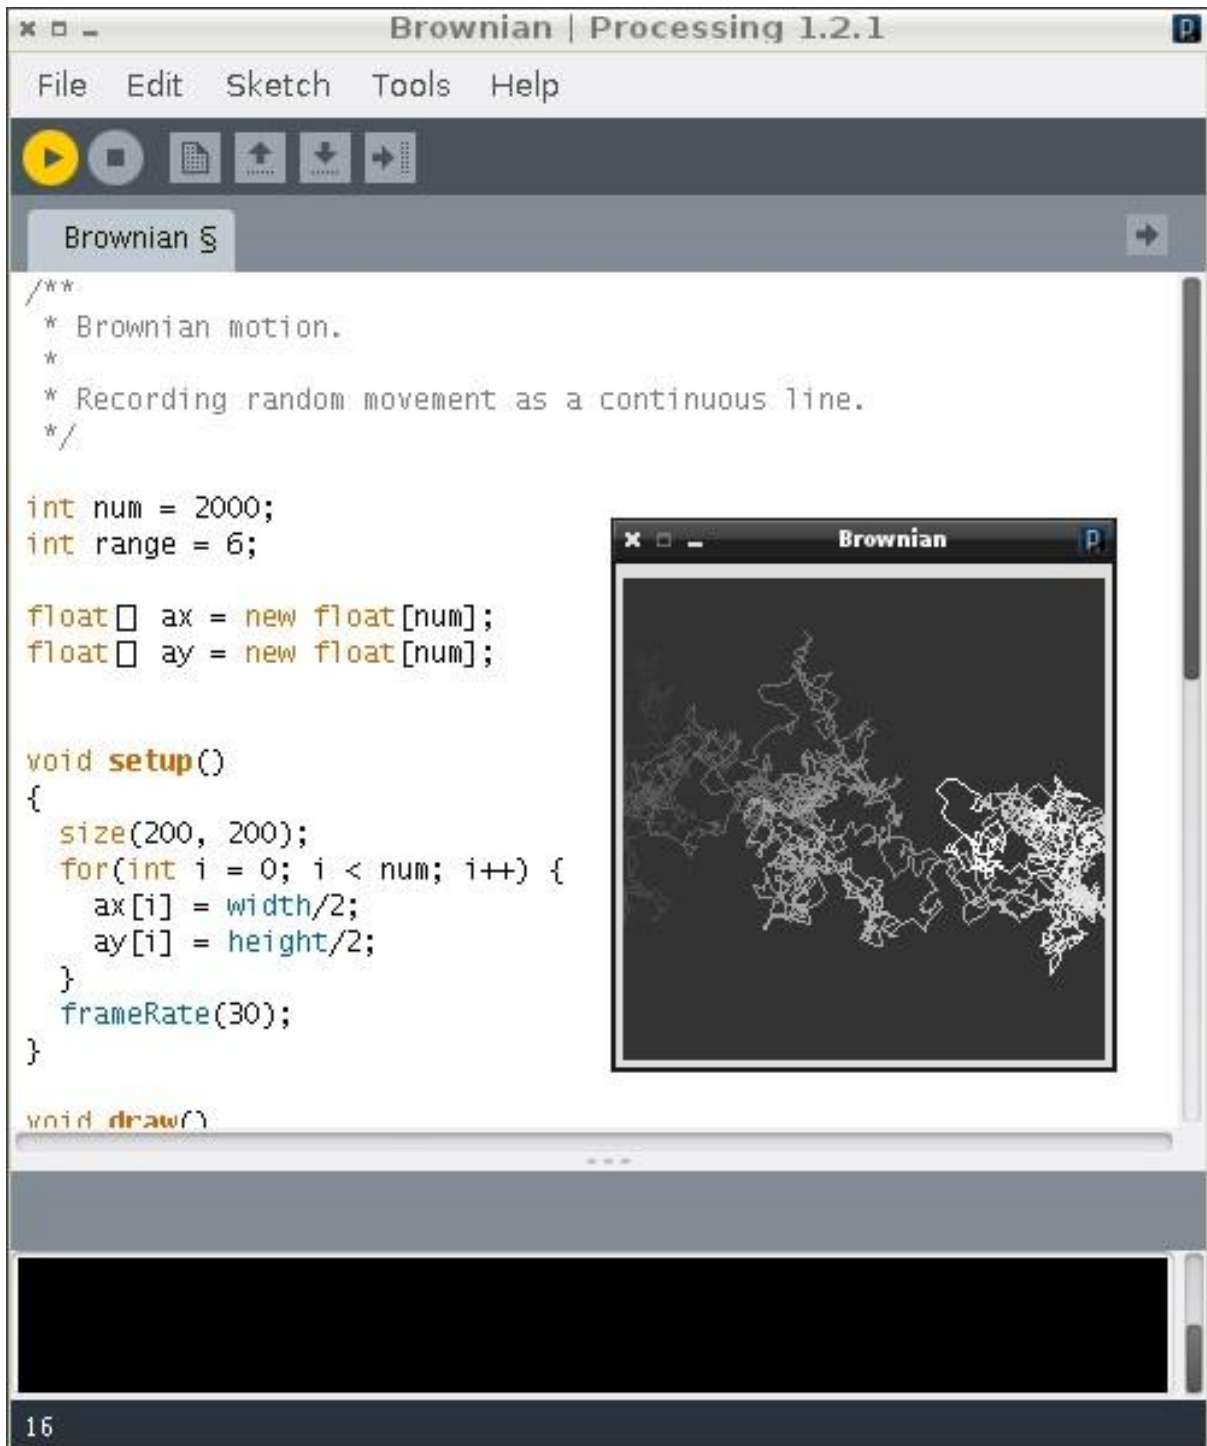 Brownian | Processing 1.2.1
File Edit Sketch Tools Help
Brownian §
/**
 * Brownian motion.
 *
 * Recording random movement as a continuous line.
 */
int num = 2000;
int range = 6;
float[] ax = new float[num];
float[] ay = new float[num];
void setup()
{
  size(200, 200);
  for(int i = 0; i < num; i++) {
    ax[i] = width/2;
    ay[i] = height/2;
  }
  frameRate(30);
}
void draw()
Brownian
16